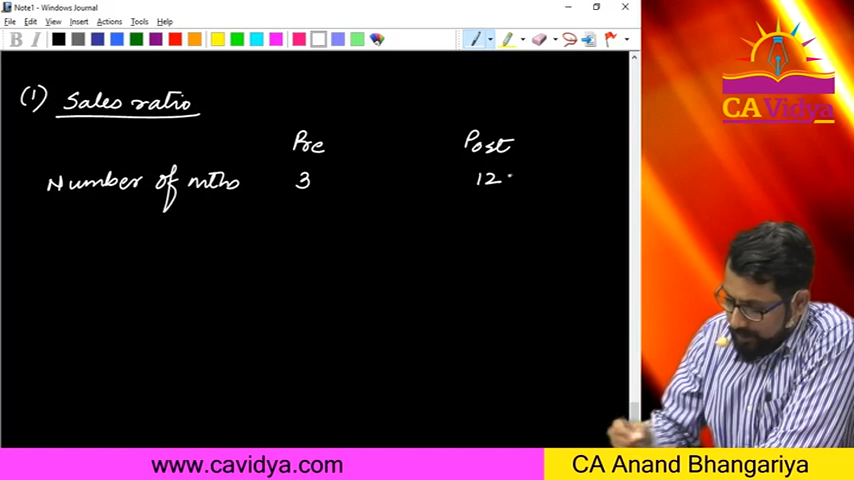 Note1 - Windows Journal
File Edit View Insert Actions Tools Help
B I
CA Vidya
(1) Sales ratio
Pre Post
Number of mths 3 12
www.cavidya.com
CA Anand Bhangariya